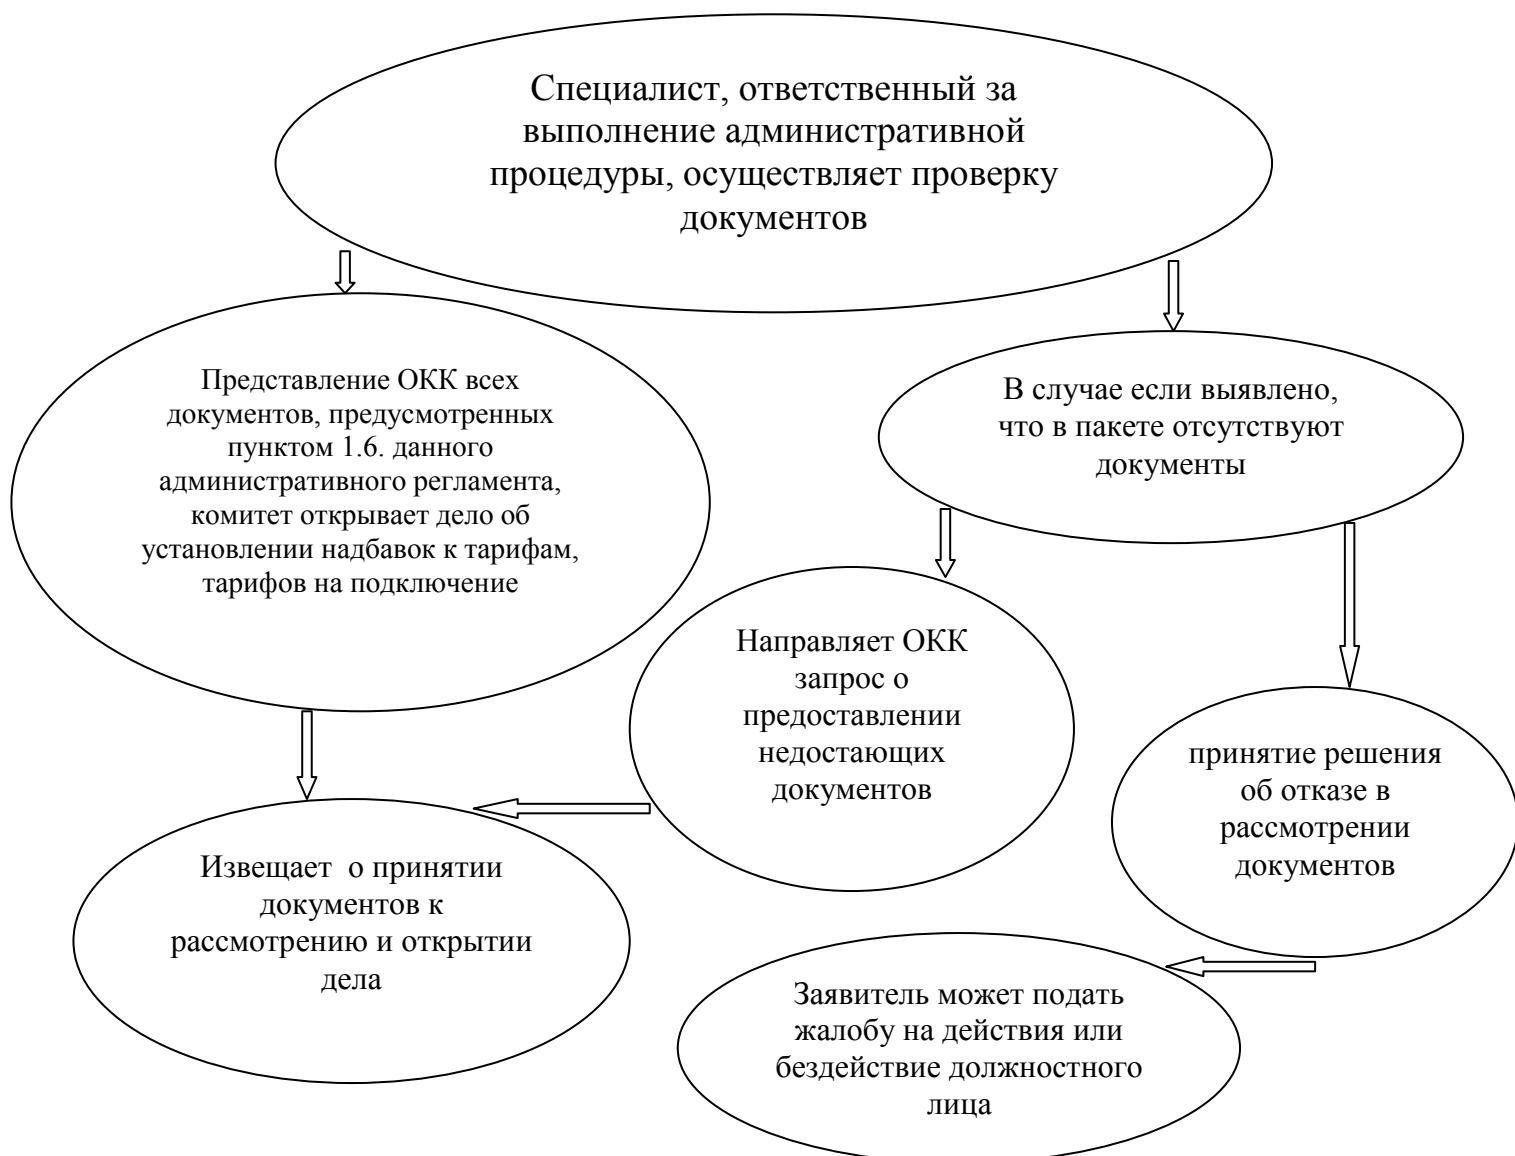 Специалист, ответственный за
выполнение административной
процедуры, осуществляет проверку
документов
Представление ОКК всех
документов, предусмотренных
пунктом 1.6. данного
административного регламента,
комитет открывает дело об
установлении надбавок к тарифам,
тарифов на подключение
В случае если выявлено,
что в пакете отсутствуют
документы
Направляет ОКК
запрос о
предоставлении
недостающих
документов
принятие решения
об отказе в
рассмотрении
документов
Извещает  о принятии
документов к
рассмотрению и открытии
дела
Заявитель может подать
жалобу на действия или
бездействие должностного
лица